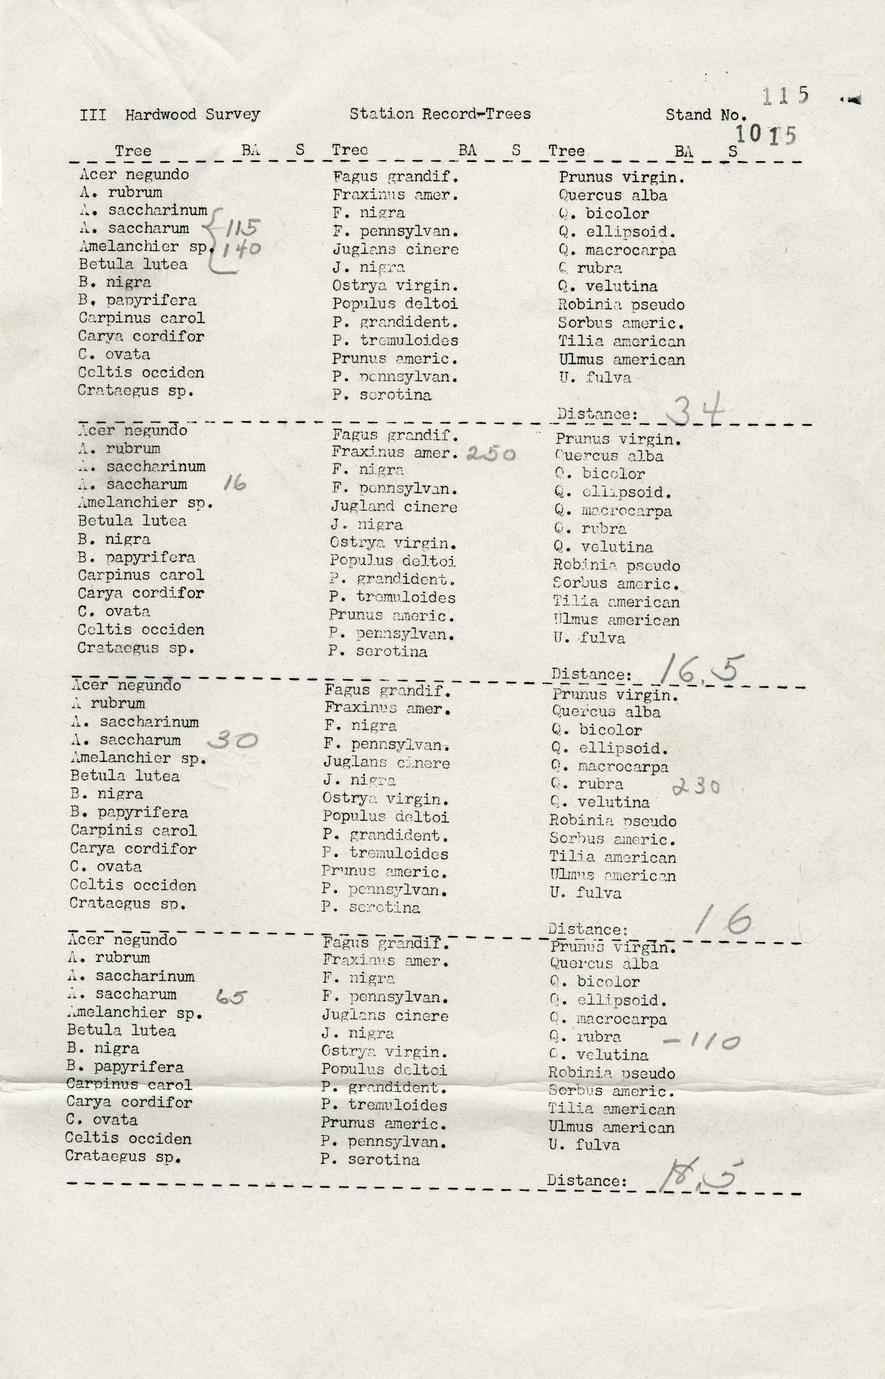 115
III Hardwood Survey Station Record-Trees Stand No.
1015
Tree BA S Tree BA S Tree BA S
Acer negundo Fagus grandif. Prunus virgin.
A. rubrum Fraxinus amer. Quercus alba
A. saccharinum F. nigra Q. bicolor
A. saccharum 115 F. pennsylvan. Q. ellipsoid.
Amelanchier sp. 140 Juglans cinere Q. macrocarpa
Betula lutea J. nigra Q rubra
B. nigra Ostrya virgin. Q. velutina
B. papyrifera Populus deltoi Robinia pseudo
Carpinus carol P. grandident. Sorbus americ.
Carya cordifor P. tremuloides Tilia american
C. ovata Prunus americ. Ulmus american
Celtis occiden P. pennsylvan. U. fulva
Crataegus sp. P. serotina
Distance: 34
Acer negundo Fagus grandif. Prunus virgin.
A. rubrum Fraxinus amer. 250 Quercus alba
A. saccharinum F. nigra Q. bicolor
A. saccharum 16 F. pennsylvan. Q. ellipsoid.
Amelanchier sp. Jugland cinere Q. macrocarpa
Betula lutea J. nigra Q. rubra
B. nigra Ostrya virgin. Q. velutina
B. papyrifera Populus deltoi Robinia pseudo
Carpinus carol P. grandident. Sorbus americ.
Carya cordifor P. tremuloides Tilia american
C. ovata Prunus americ. Ulmus american
Celtis occiden P. pennsylvan. U. fulva
Crataegus sp. P. serotina
Distance: 16.5
Acer negundo Fagus grandif. Prunus virgin.
A rubrum Fraxinus amer. Quercus alba
A. saccharinum F. nigra Q. bicolor
A. saccharum 30 F. pennsylvan. Q. ellipsoid.
Amelanchier sp. Juglans cinere Q. macrocarpa
Betula lutea J. nigra Q. rubra 230
B. nigra Ostrya virgin. Q. velutina
B. papyrifera Populus deltoi Robinia pseudo
Carpinis carol P. grandident. Sorbus americ.
Carya cordifor P. tremuloides Tilia american
C. ovata Prunus americ. Ulmus american
Celtis occiden P. pennsylvan. U. fulva
Crataegus sp. P. serotina
Distance: 16
Acer negundo Fagus grandif. Prunus virgin.
A. rubrum Fraxinus amer. Quercus alba
A. saccharinum F. nigra Q. bicolor
A. saccharum 65 F. pennsylvan. Q. ellipsoid.
Amelanchier sp. Juglans cinere Q. macrocarpa
Betula lutea J. nigra Q. rubra -110
B. nigra Ostrya virgin. Q. velutina
B. papyrifera Populus deltoi Robinia pseudo
Carpinus carol P. grandident. Sorbus americ.
Carya cordifor P. tremuloides Tilia american
C. ovata Prunus americ. Ulmus american
Celtis occiden P. pennsylvan. U. fulva
Crataegus sp. P. serotina
Distance: 18.5